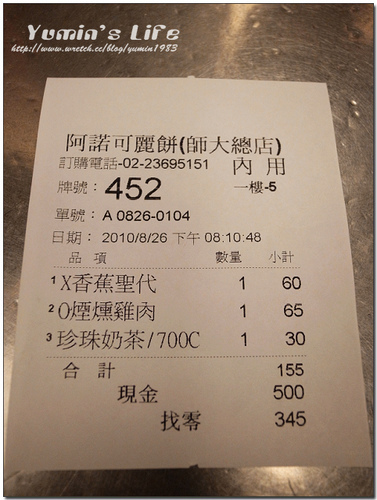 Yumin's Life
http://www.wretch.cc/blog/yumin1983
阿諾可麗餅(師大總店)
訂購電話-02-23695151 內 用
牌號: 452 一樓-5
單號: A 0826-0104
日期: 2010/8/26 下午 08:10:48
品 項 數量 小計
1 X香蕉聖代 1 60
2 O煙燻雞肉 1 65
3 珍珠奶茶/700C 1 30
合 計 155
現金 500
找零 345